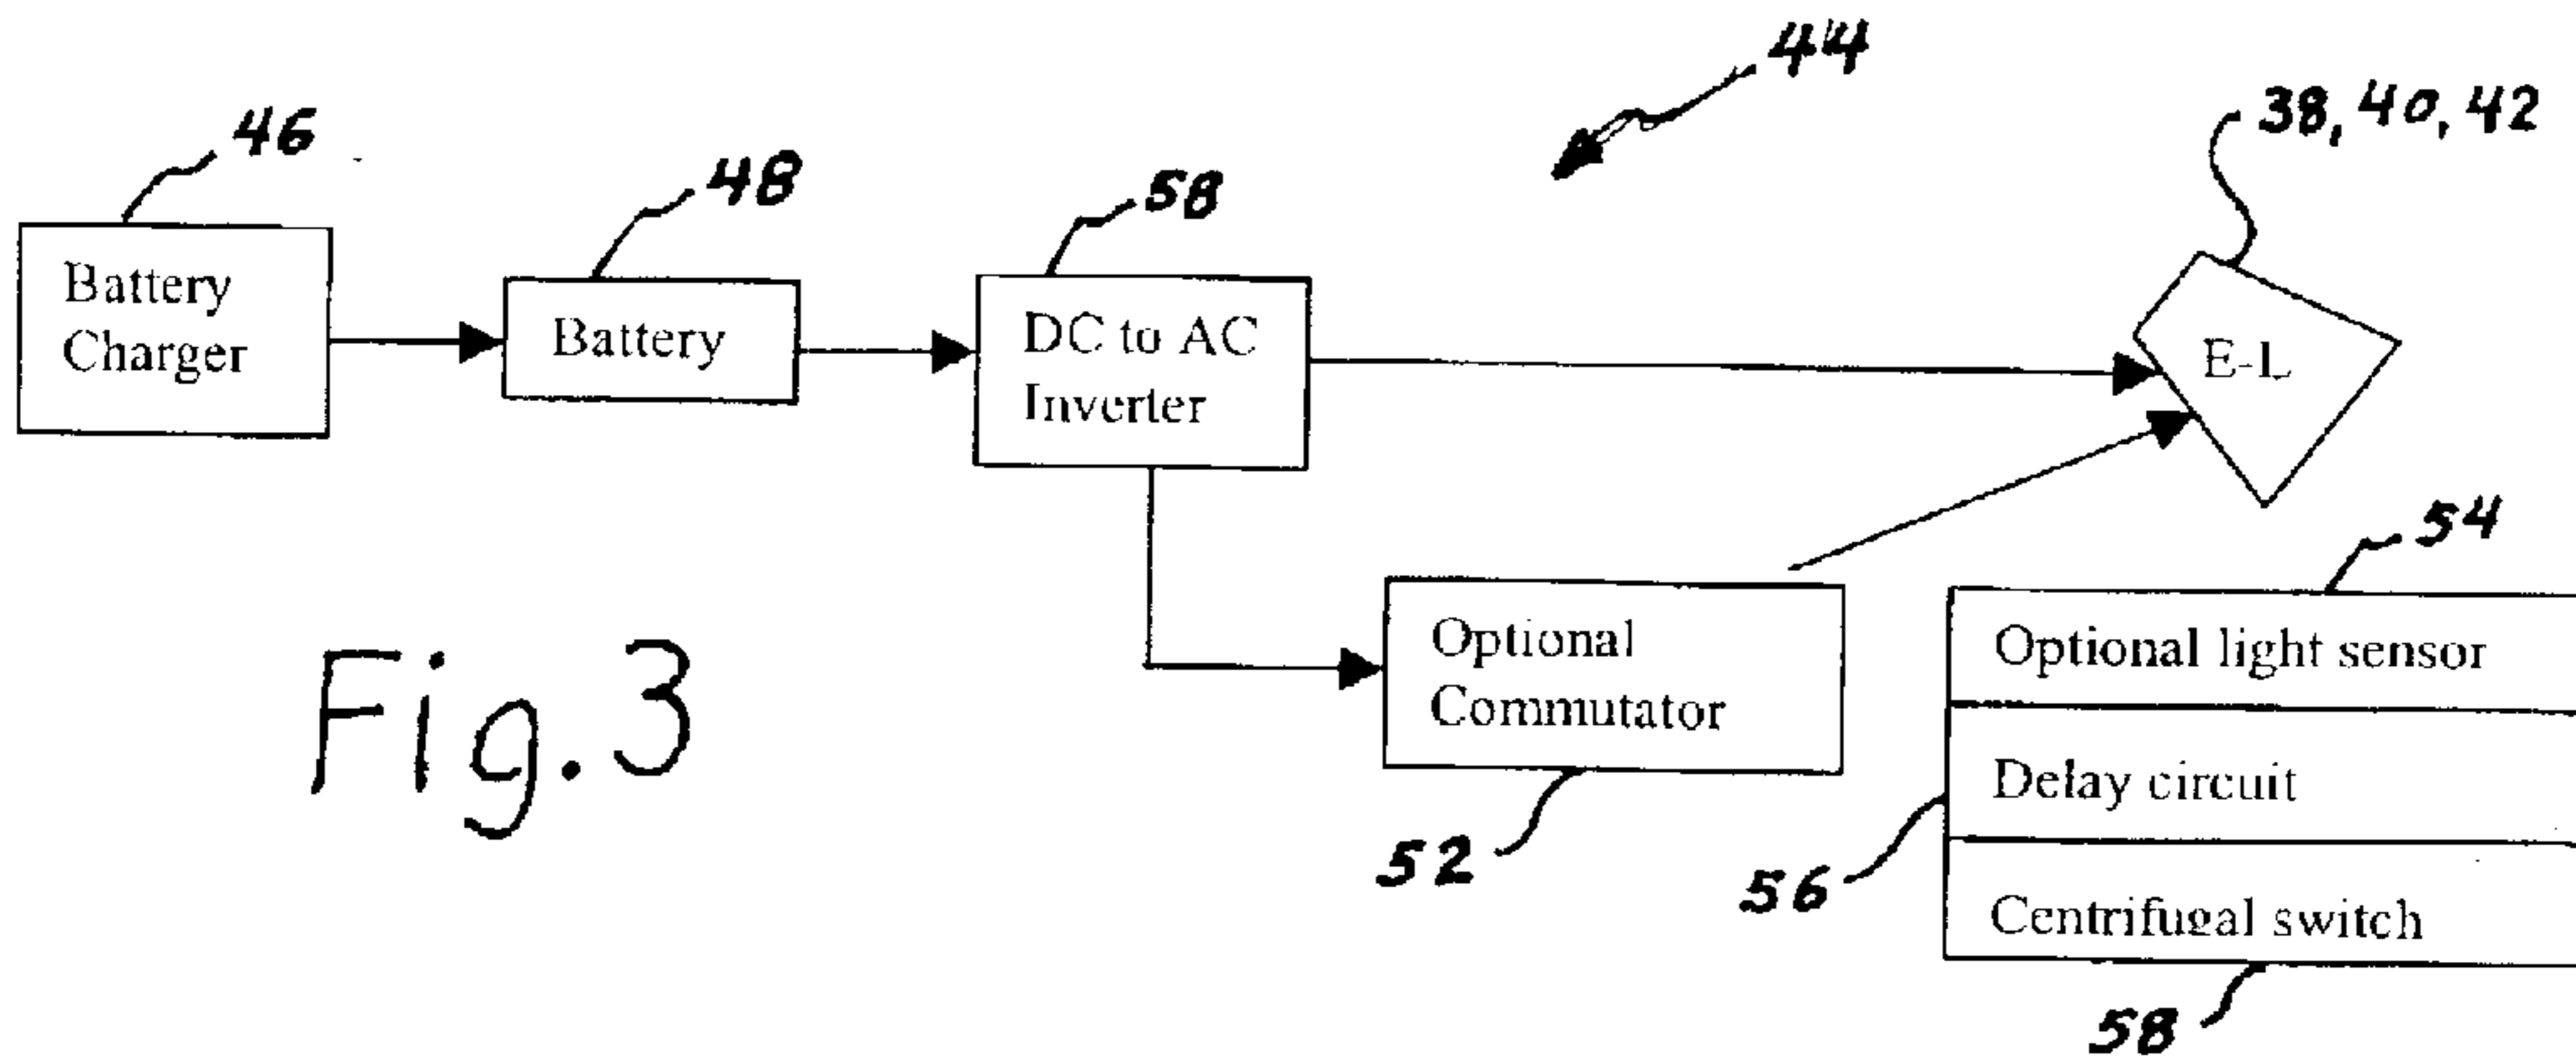 44
38, 40, 42
46
48
58
Battery
Charger
Battery
DC to AC
Inverter
E-L
54
Optional
Commutator
Optional light sensor
Delay circuit
Centrifugal switch
52
56
58
Fig. 3